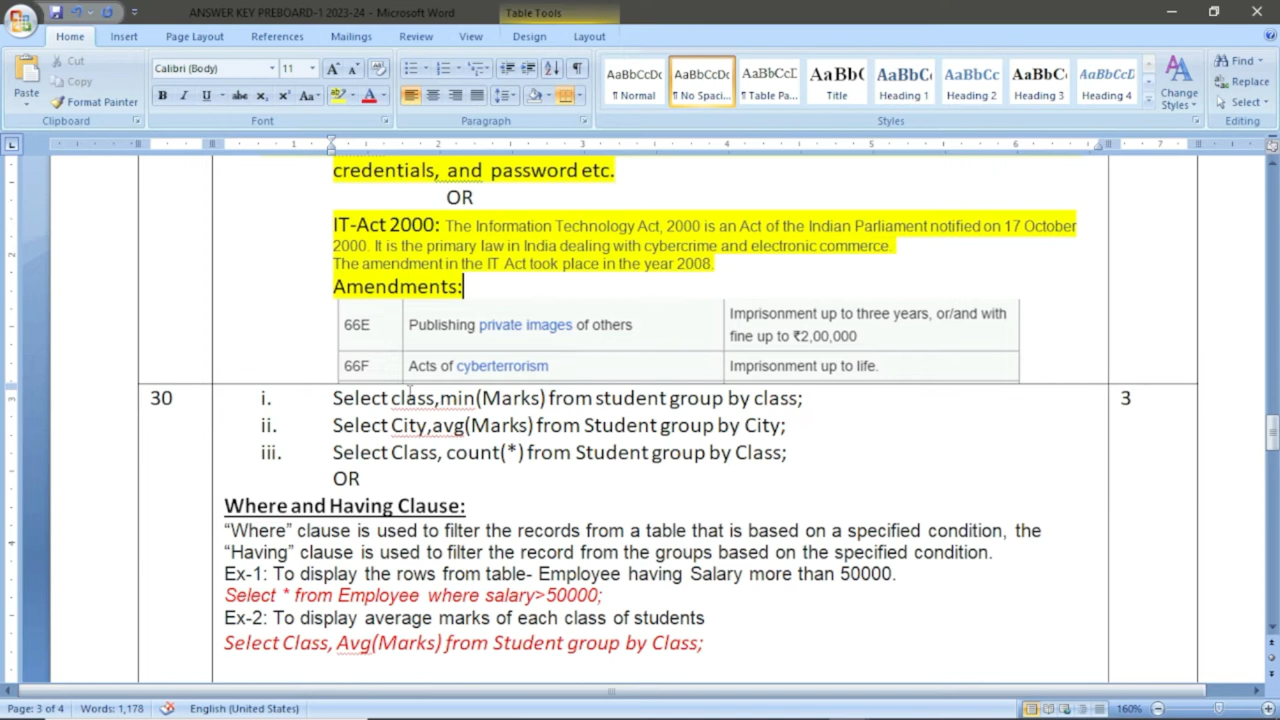 ANSWER KEY PREBOARD-1 2023-24 - Microsoft Word
Table Tools
Home Insert Page Layout References Mailings Review View Design Layout
Paste
Cut
Copy
Format Painter
Clipboard
Calibri (Body) 11
Font
Paragraph
AaBbCcDc
¶ Normal
AaBbCcDc
¶ No Spaci...
AaBbCcD
¶ Table Pa...
AaBb(
Title
AaBbCc
Heading 1
AaBbCc
Heading 2
AaBbCc
Heading 3
AaBbCcD
Heading 4
Change
Styles
Styles
Find
Replace
Select
Editing
1 2 3 4 5 6 7
credentials, and password etc.
OR
IT-Act 2000: The Information Technology Act, 2000 is an Act of the Indian Parliament notified on 17 October
2000. It is the primary law in India dealing with cybercrime and electronic commerce.
The amendment in the IT Act took place in the year 2008.
Amendments:
66E Publishing private images of others Imprisonment up to three years, or/and with
fine up to ₹2,00,000
66F Acts of cyberterrorism Imprisonment up to life.
30 i. Select class,min(Marks) from student group by class; 3
ii. Select City,avg(Marks) from Student group by City;
iii. Select Class, count(*) from Student group by Class;
OR
Where and Having Clause:
“Where” clause is used to filter the records from a table that is based on a specified condition, the
“Having” clause is used to filter the record from the groups based on the specified condition.
Ex-1: To display the rows from table- Employee having Salary more than 50000.
Select * from Employee where salary>50000;
Ex-2: To display average marks of each class of students
Select Class, Avg(Marks) from Student group by Class;
Page: 3 of 4 Words: 1,178 English (United States) 160%